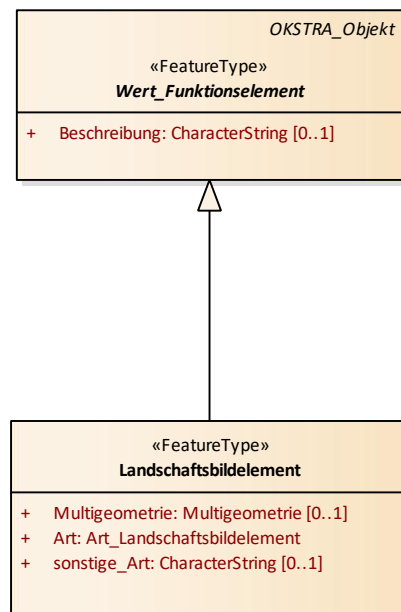 OKSTRA_Objekt
«FeatureType»
Wert_Funktionselement
+ Beschreibung: CharacterString [0..1]
«FeatureType»
Landschaftsbildelement
+ Multigeometrie: Multigeometrie [0..1]
+ Art: Art_Landschaftsbildelement
+ sonstige_Art: CharacterString [0..1]